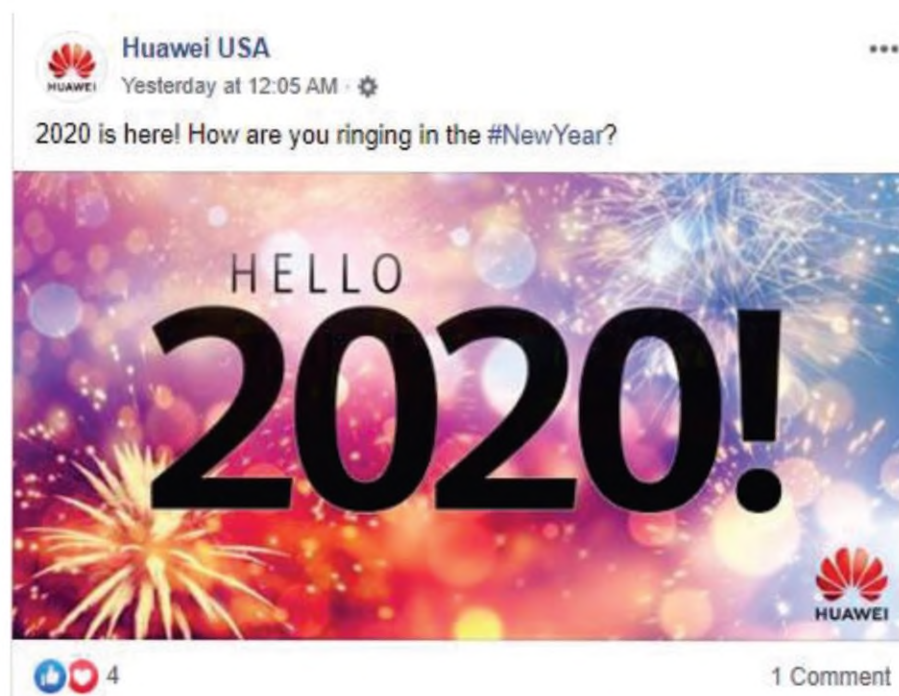 Huawei USA
HUAWEI
Yesterday at 12:05 AM ·
2020 is here! How are you ringing in the #NewYear?
HELLO
2020!
HUAWEI
4
1 Comment